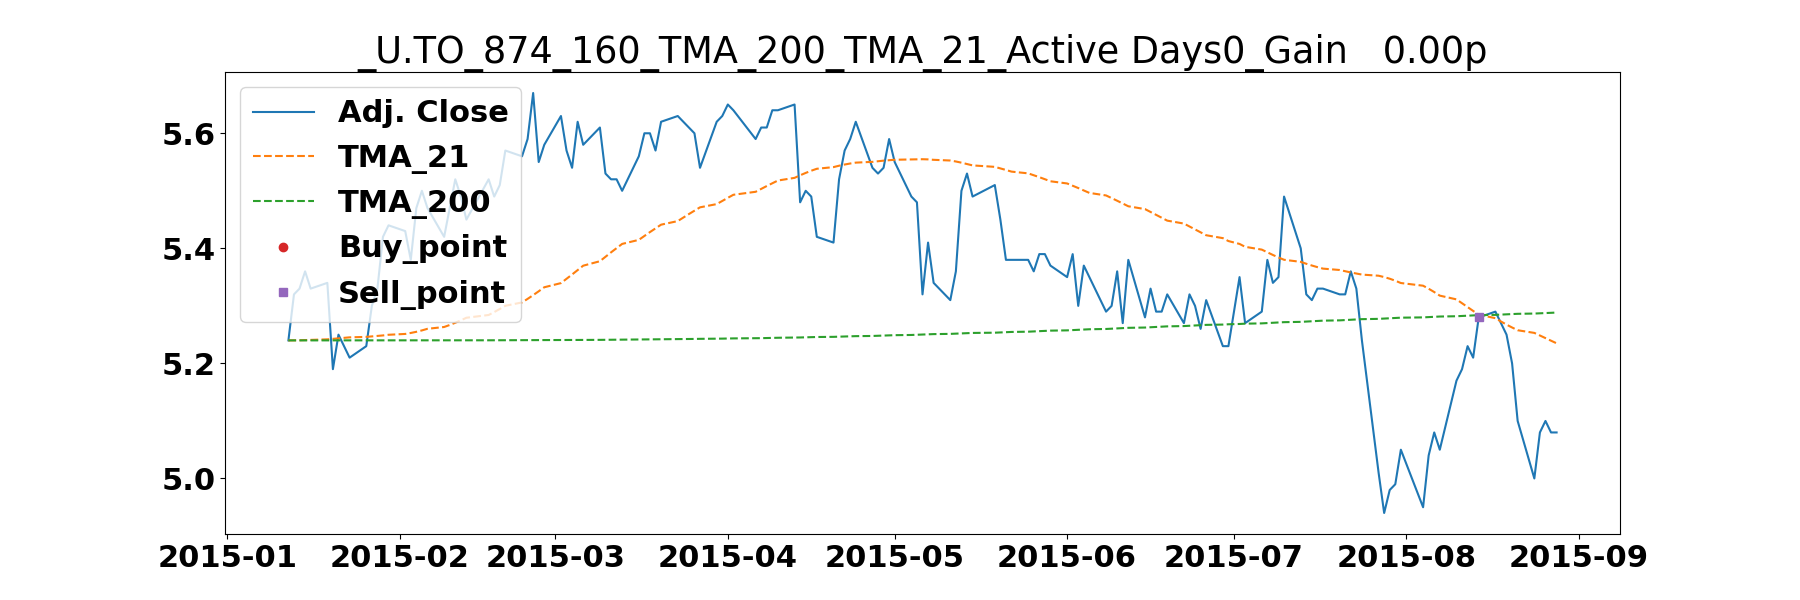 _U.TO_874_160_TMA_200_TMA_21_Active Days0_Gain   0.00p
Adj. Close
TMA_21
TMA_200
Buy_point
Sell_point
5.6
5.4
5.2
5.0
2015-01 2015-02 2015-03 2015-04 2015-05 2015-06 2015-07 2015-08 2015-09